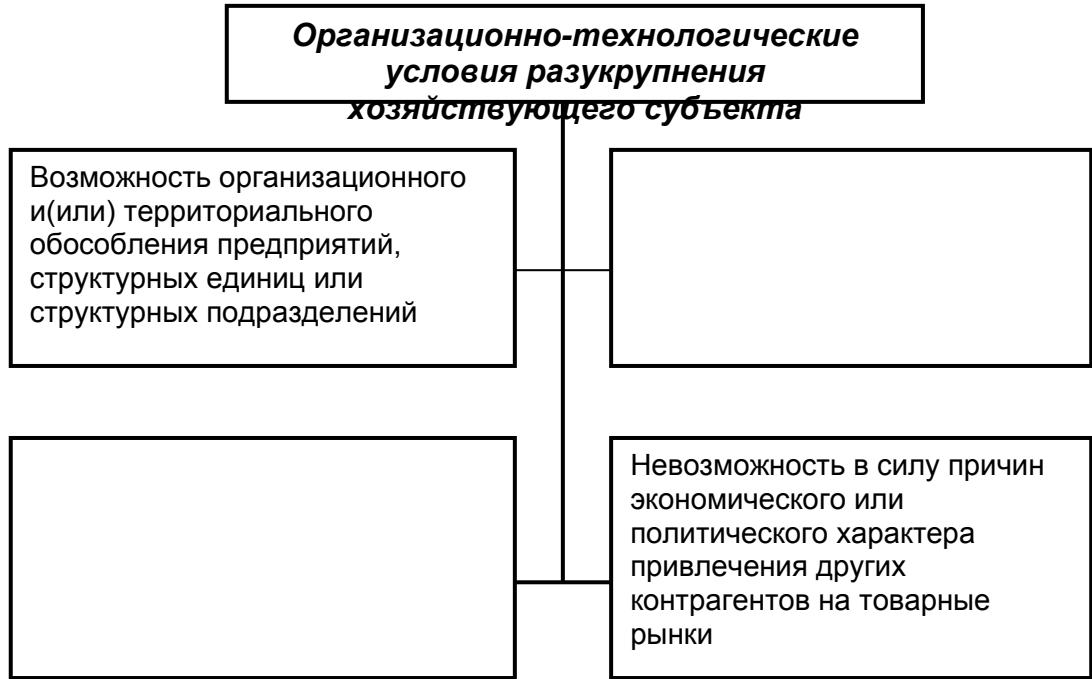 Организационно-технологические
условия разукрупнения
хозяйствующего субъекта
Возможность организационного
и(или) территориального
обособления предприятий,
структурных единиц или
структурных подразделений
Невозможность в силу причин
экономического или
политического характера
привлечения других
контрагентов на товарные
рынки